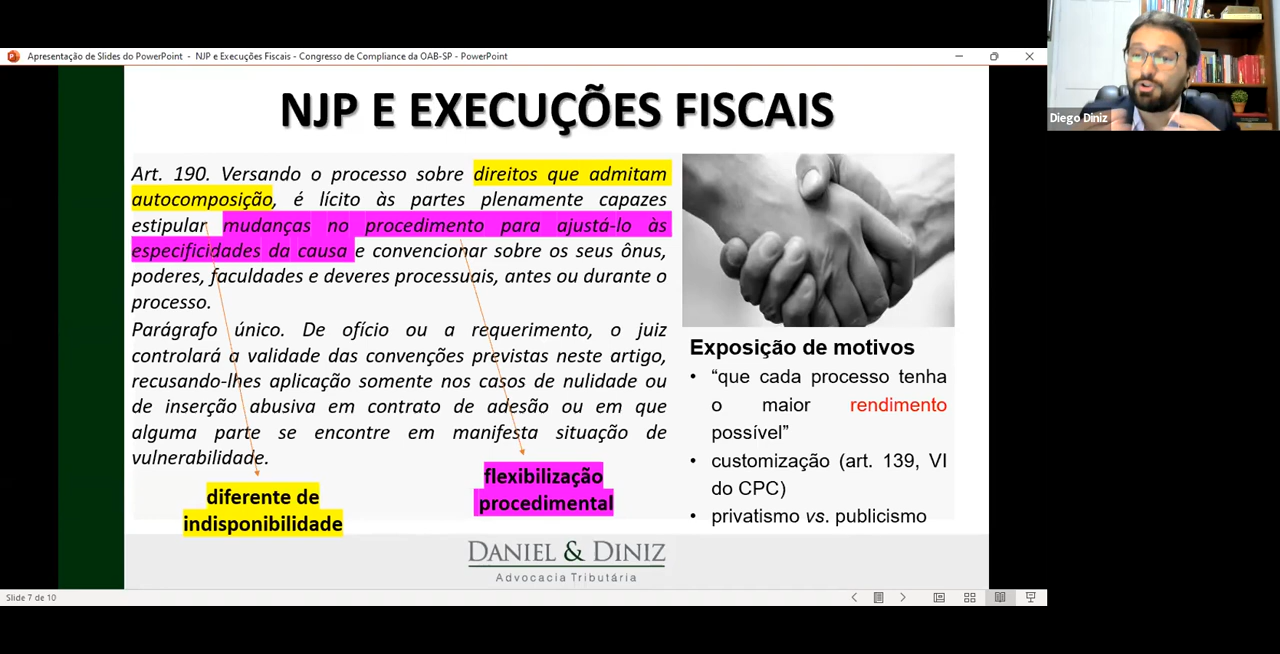 Apresentação de Slides do PowerPoint - NJP e Execuções Fiscais - Congresso de Compliance da OAB-SP - PowerPoint
Diego Diniz
NJP E EXECUÇÕES FISCAIS
Art. 190. Versando o processo sobre direitos que admitam
autocomposição, é lícito às partes plenamente capazes
estipular mudanças no procedimento para ajustá-lo às
especificidades da causa e convencionar sobre os seus ônus,
poderes, faculdades e deveres processuais, antes ou durante o
processo.
Parágrafo único. De ofício ou a requerimento, o juiz
controlará a validade das convenções previstas neste artigo,
recusando-lhes aplicação somente nos casos de nulidade ou
de inserção abusiva em contrato de adesão ou em que
alguma parte se encontre em manifesta situação de
vulnerabilidade.
diferente de
indisponibilidade
flexibilização
procedimental
Exposição de motivos
• “que cada processo tenha
o maior rendimento
possível”
• customização (art. 139, VI
do CPC)
• privatismo vs. publicismo
DANIEL & DINIZ
Advocacia Tributária
Slide 7 de 10